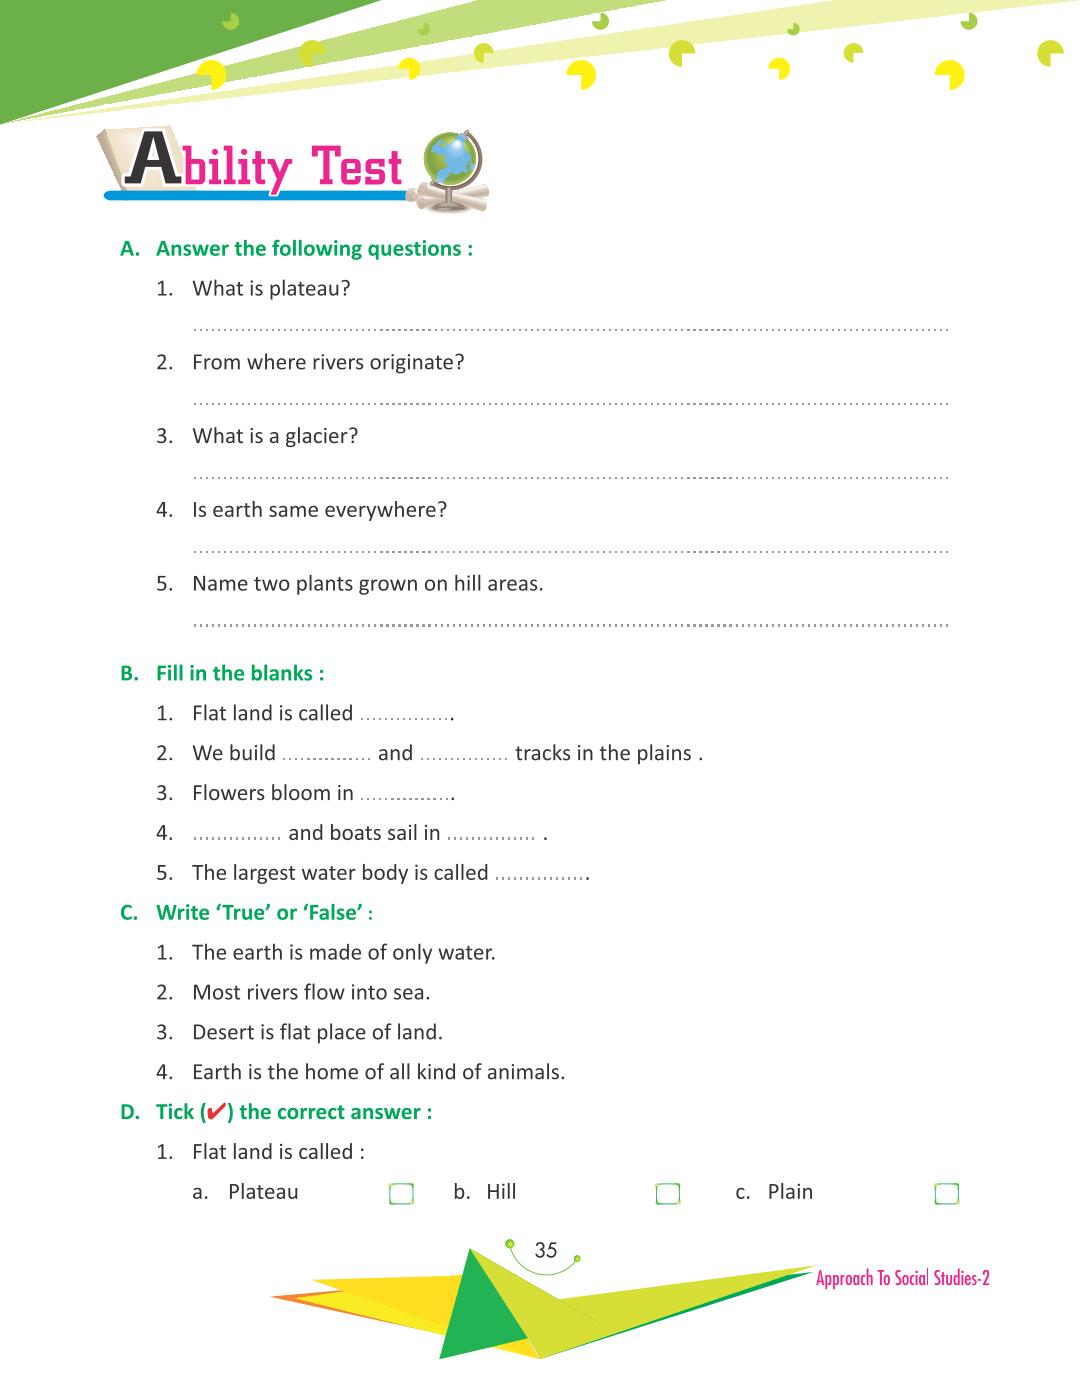 Ability Test
A. Answer the following questions :
1. What is plateau?
2. From where rivers originate?
3. What is a glacier?
4. Is earth same everywhere?
5. Name two plants grown on hill areas.
B. Fill in the blanks :
1. Flat land is called ...............
2. We build ............... and ............... tracks in the plains .
3. Flowers bloom in ...............
4. ............... and boats sail in ............... .
5. The largest water body is called ...............
C. Write ‘True’ or ‘False’ :
1. The earth is made of only water.
2. Most rivers flow into sea.
3. Desert is flat place of land.
4. Earth is the home of all kind of animals.
D. Tick (✔) the correct answer :
1. Flat land is called :
a. Plateau b. Hill c. Plain
35
Approach To Social Studies-2